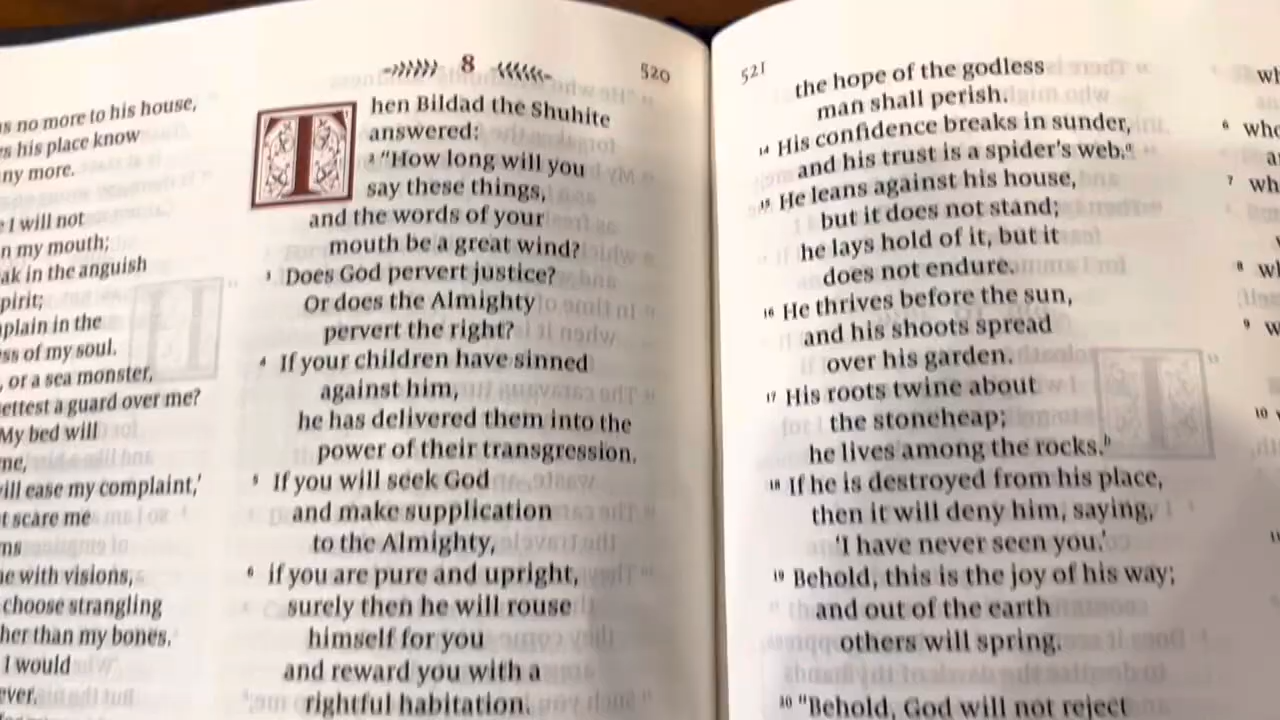 no more to his house,
his place know
any more.
I will not
my mouth;
in the anguish
spirit;
in the
of my soul.
, or a sea monster,
settest a guard over me?
My bed will
me,
will ease my complaint,'
scare me
with visions,
choose strangling
than my bones.
I would
8
520
Then Bildad the Shuhite
answered:
2 "How long will you
say these things,
and the words of your
mouth be a great wind?
3 Does God pervert justice?
Or does the Almighty
pervert the right?
4 If your children have sinned
against him,
he has delivered them into the
power of their transgression.
5 If you will seek God
and make supplication
to the Almighty,
6 if you are pure and upright,
surely then he will rouse
himself for you
and reward you with a
rightful habitation.
521
the hope of the godless
man shall perish.
14 His confidence breaks in sunder,
and his trust is a spider's web.a
15 He leans against his house,
but it does not stand;
he lays hold of it, but it
does not endure.
16 He thrives before the sun,
and his shoots spread
over his garden.
17 His roots twine about
the stoneheap;
he lives among the rocks.b
18 If he is destroyed from his place,
then it will deny him, saying,
'I have never seen you.'
19 Behold, this is the joy of his way;
and out of the earth
others will spring.
20 "Behold, God will not reject
6
7
8
9
10